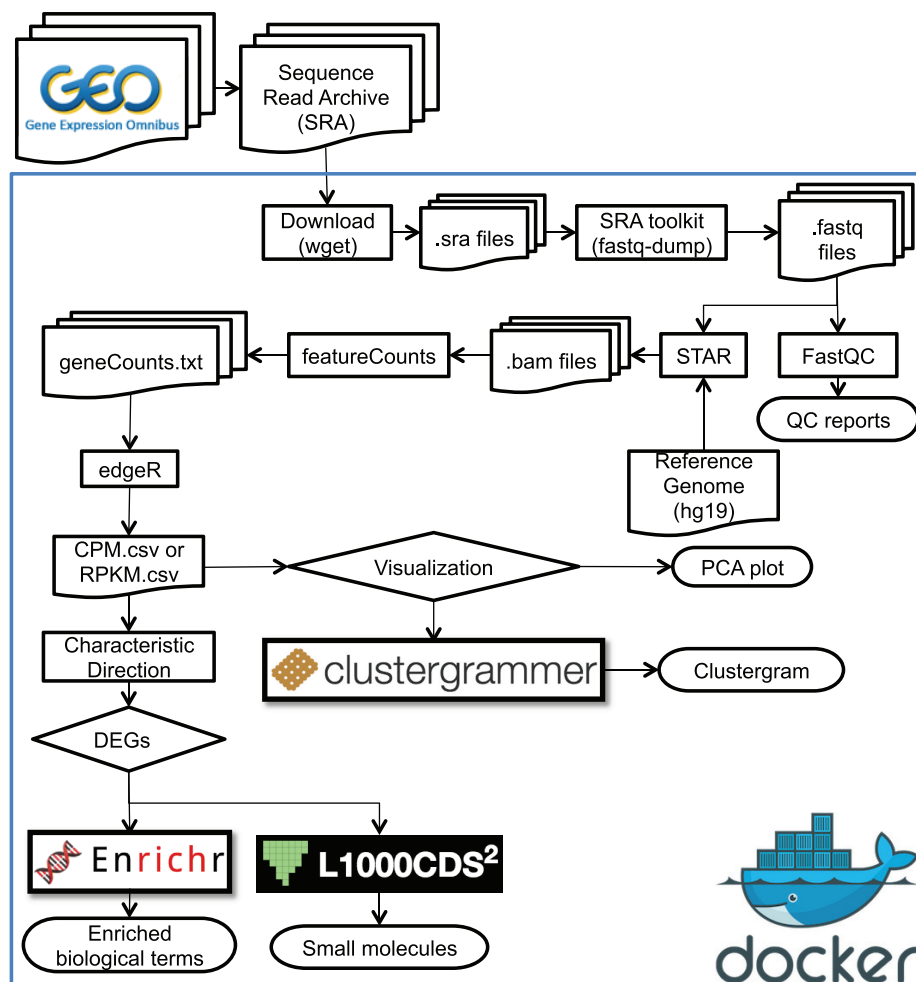 GEO
Gene Expression Omnibus
Sequence
Read Archive
(SRA)
Download
(wget)
.sra files
SRA toolkit
(fastq-dump)
.fastq
files
geneCounts.txt
featureCounts
.bam files
STAR
FastQC
QC reports
edgeR
Reference
Genome
(hg19)
CPM.csv or
RPKM.csv
Visualization
PCA plot
Characteristic
Direction
clustergrammer
Clustergram
DEGs
Enrichr
L1000CDS²
Enriched
biological terms
Small molecules
docker